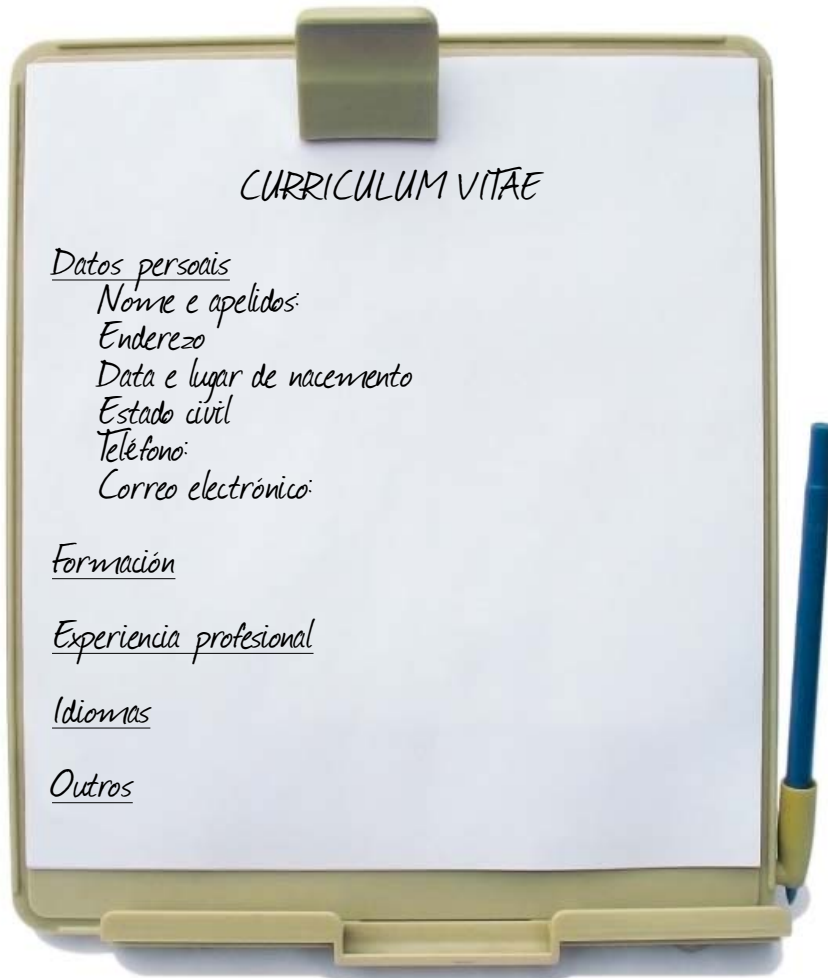 CURRICULUM VITAE
Datos persoais
Nome e apelidos:
Enderezo
Data e lugar de nacemento
Estado civil
Teléfono:
Correo electrónico:
Formación
Experiencia profesional
Idiomas
Outros